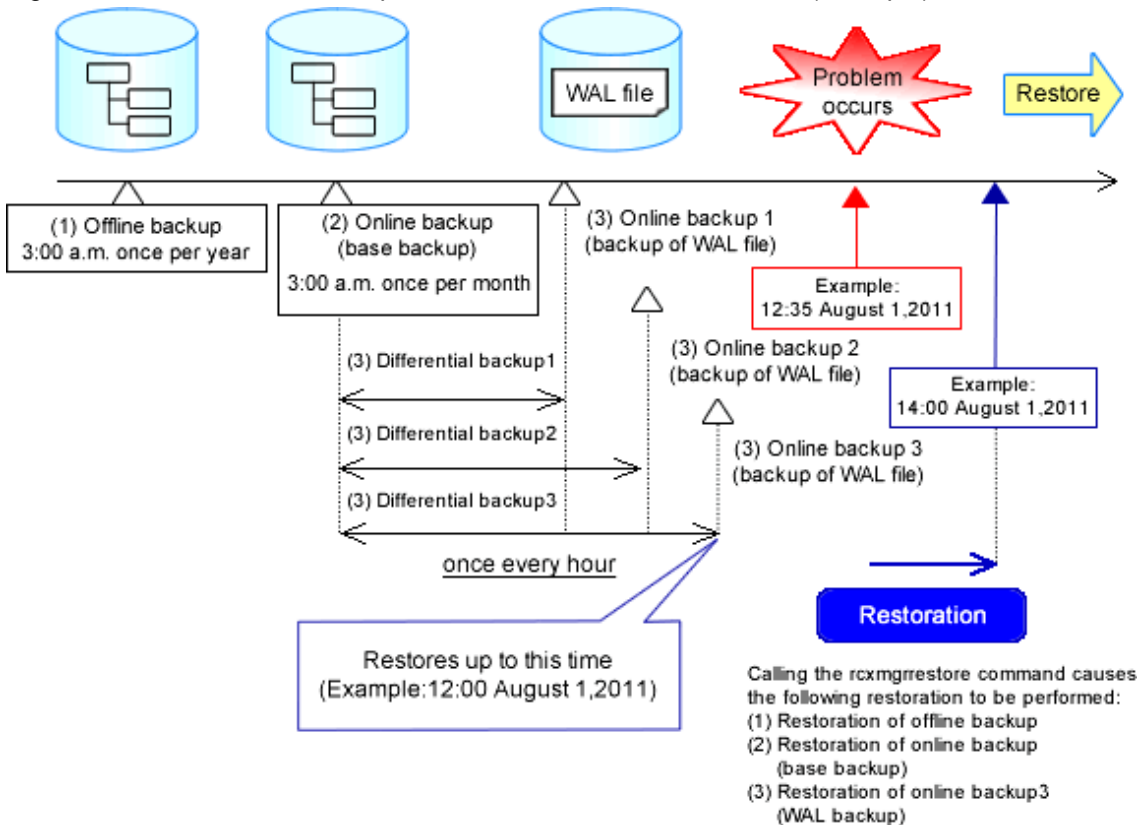 WAL file
Problem
occurs
Restore
(1) Offline backup
3:00 a.m. once per year
(2) Online backup
(base backup)
3:00 a.m. once per month
(3) Online backup 1
(backup of WAL file)
Example:
12:35 August 1,2011
(3) Online backup 2
(backup of WAL file)
Example:
14:00 August 1,2011
(3) Differential backup1
(3) Differential backup2
(3) Online backup 3
(backup of WAL file)
(3) Differential backup3
once every hour
Restores up to this time
(Example:12:00 August 1,2011)
Restoration
Calling the rcxmgrrestore command causes
the following restoration to be performed:
(1) Restoration of offline backup
(2) Restoration of online backup
(base backup)
(3) Restoration of online backup3
(WAL backup)